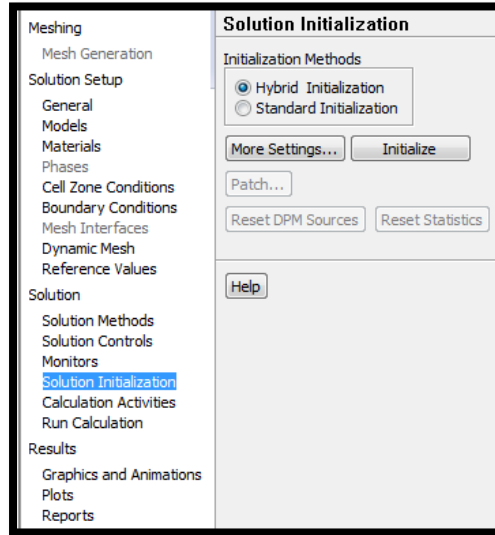 Meshing
Mesh Generation
Solution Setup
General
Models
Materials
Phases
Cell Zone Conditions
Boundary Conditions
Mesh Interfaces
Dynamic Mesh
Reference Values
Solution
Solution Methods
Solution Controls
Monitors
Solution Initialization
Calculation Activities
Run Calculation
Results
Graphics and Animations
Plots
Reports
Solution Initialization
Initialization Methods
Hybrid Initialization
Standard Initialization
More Settings... Initialize
Patch...
Reset DPM Sources Reset Statistics
Help